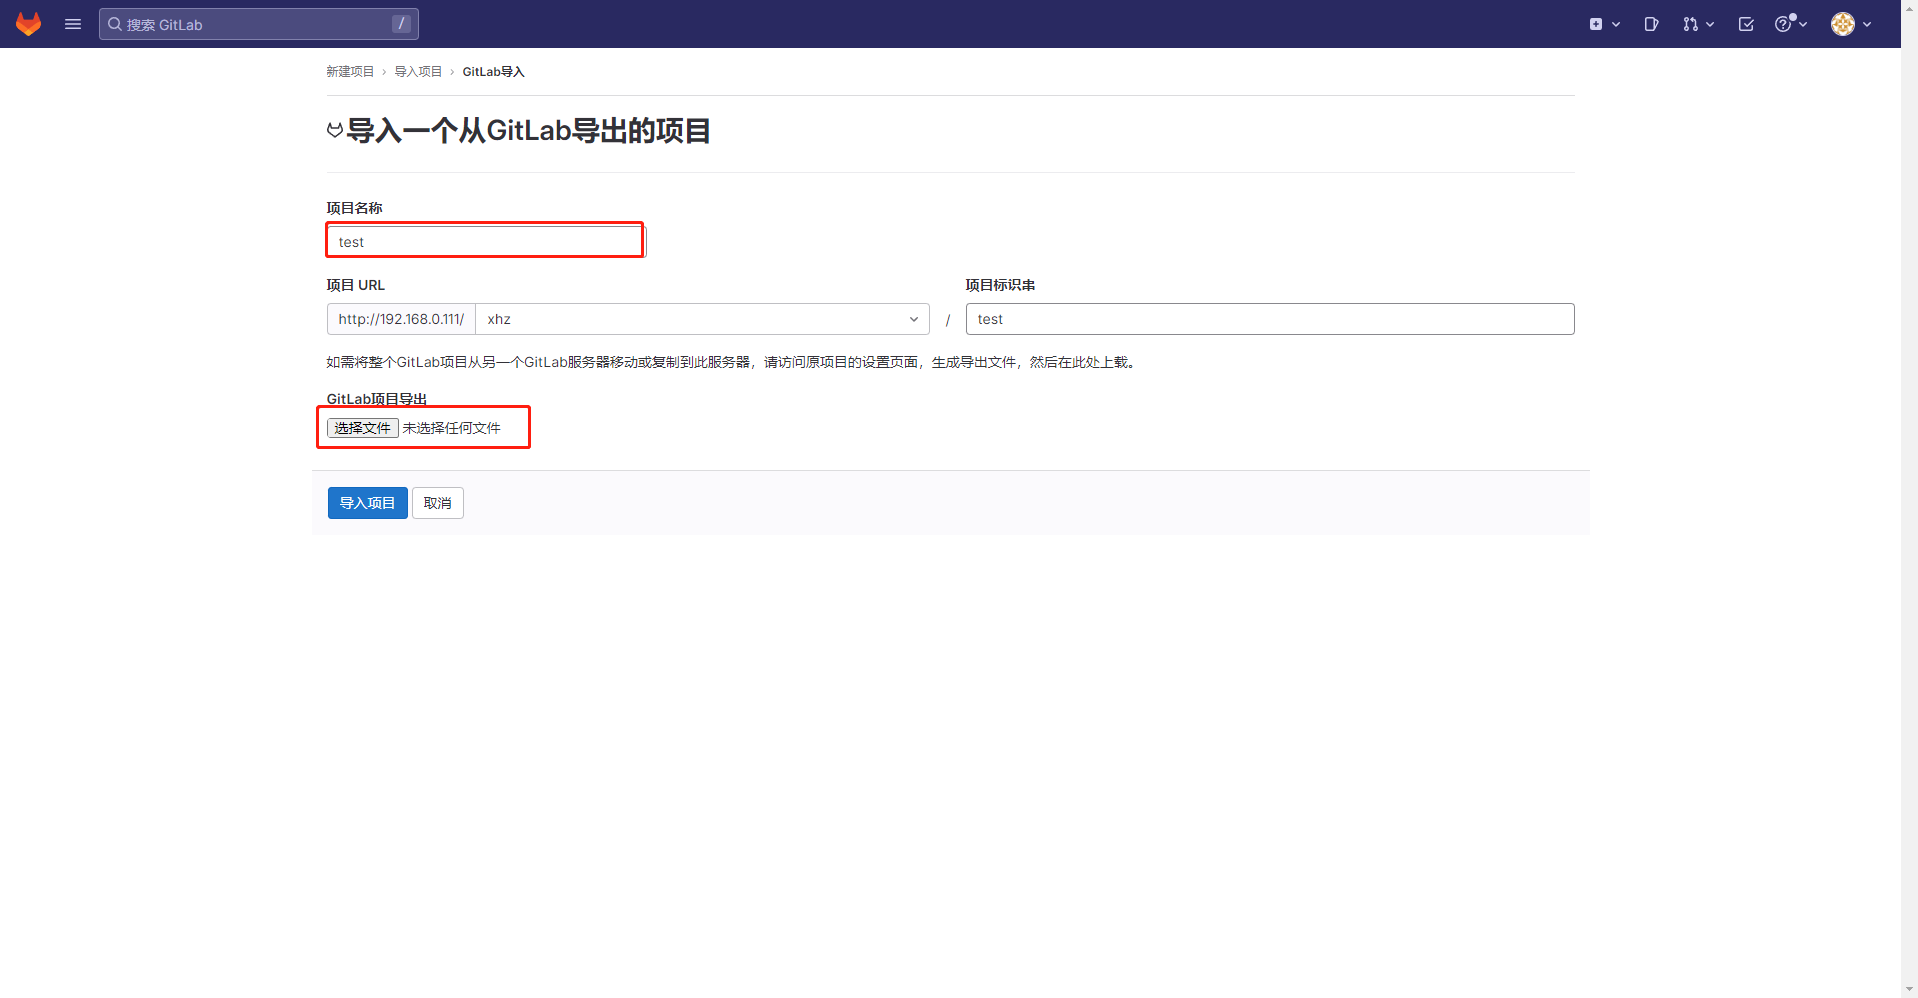 搜索 GitLab /
新建项目 › 导入项目 › GitLab导入
导入一个从GitLab导出的项目
项目名称
test
项目 URL
http://192.168.0.111/ xhz
/
项目标识串
test
如需将整个GitLab项目从另一个GitLab服务器移动或复制到此服务器，请访问原项目的设置页面，生成导出文件，然后在此处上载。
GitLab项目导出
选择文件 未选择任何文件
导入项目 取消